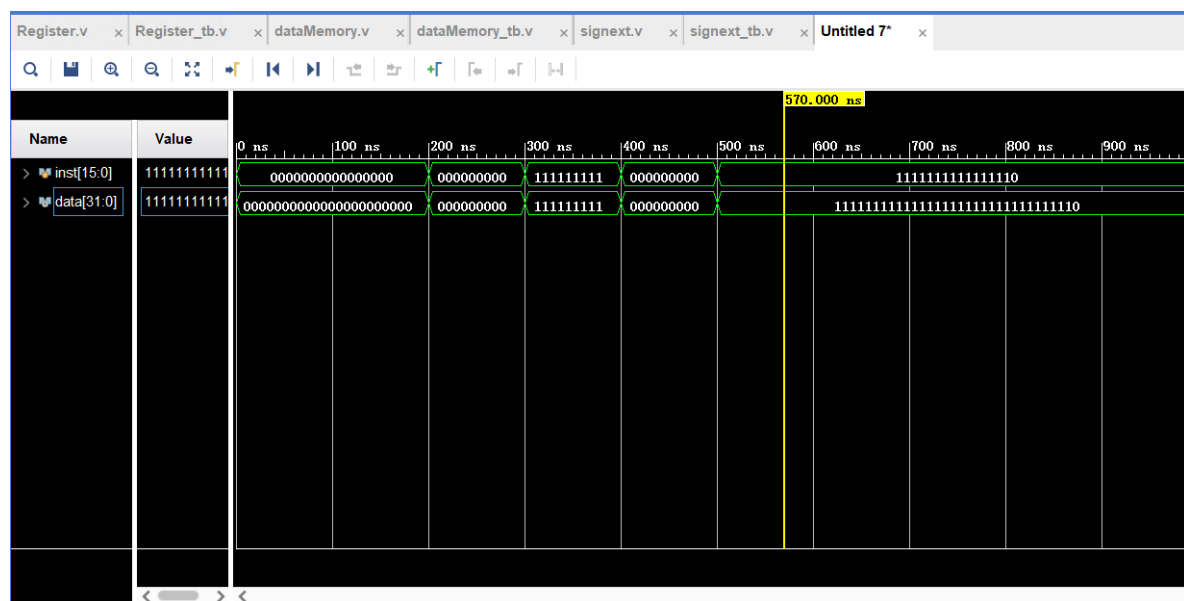 Register.v × Register_tb.v × dataMemory.v × dataMemory_tb.v × signext.v × signext_tb.v × Untitled 7* ×
570.000 ns
Name Value 0 ns 100 ns 200 ns 300 ns 400 ns 500 ns 600 ns 700 ns 800 ns 900 ns
inst[15:0] 11111111111 0000000000000000 000000000 111111111 000000000 1111111111111110
data[31:0] 11111111111 0000000000000000000000 000000000 111111111 000000000 11111111111111111111111111111110